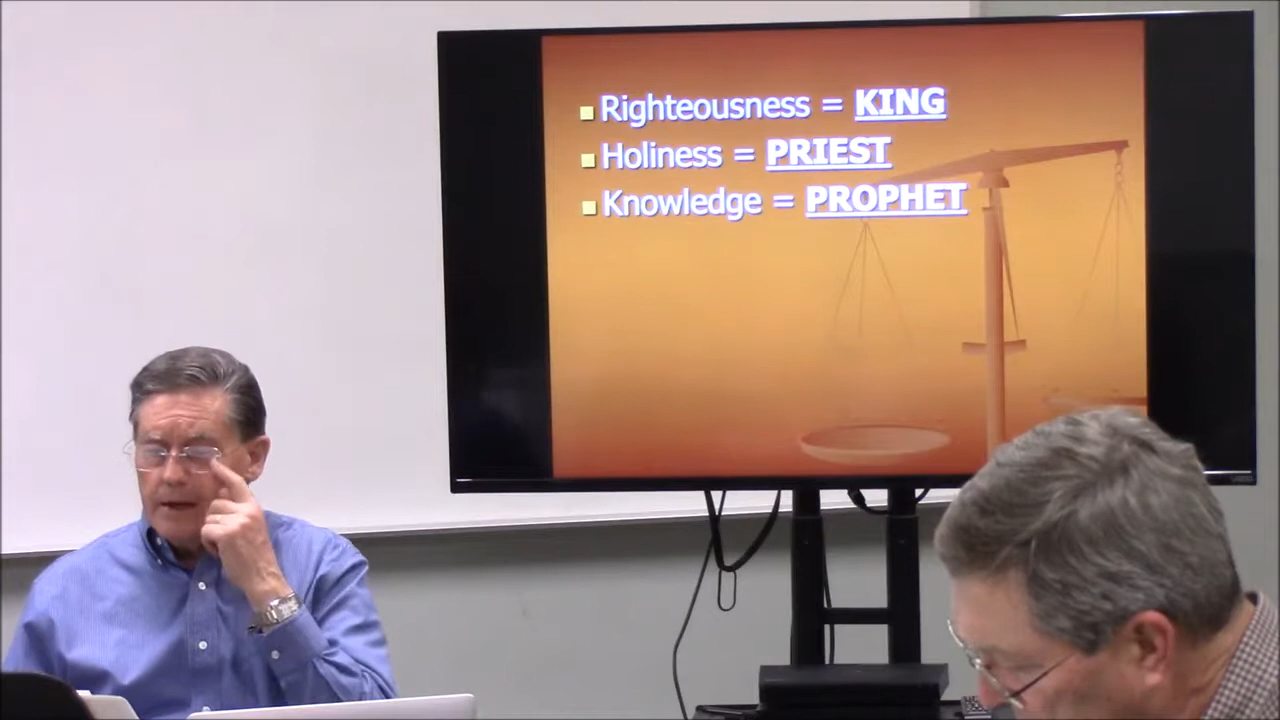 Righteousness = KING
Holiness = PRIEST
Knowledge = PROPHET